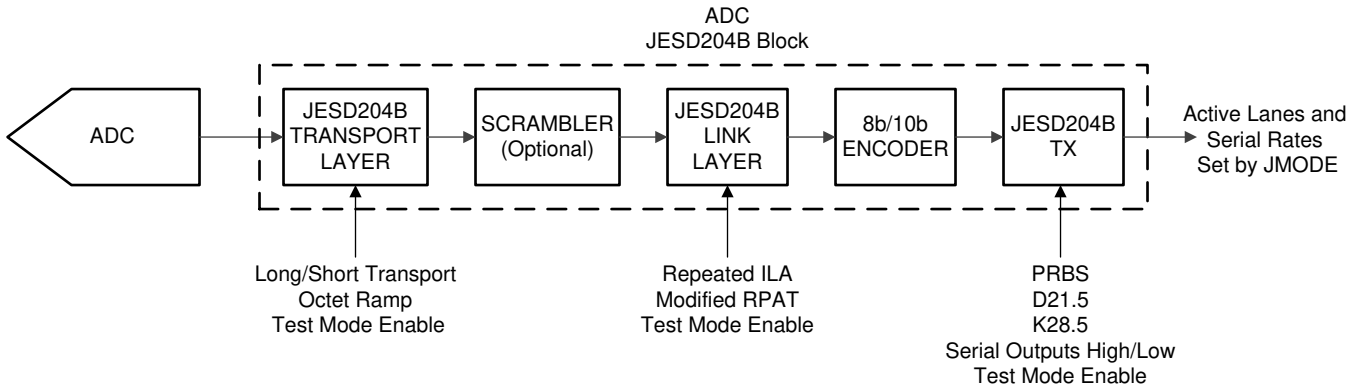 ADC
JESD204B Block
ADC
JESD204B
TRANSPORT
LAYER
SCRAMBLER
(Optional)
JESD204B
LINK
LAYER
8b/10b
ENCODER
JESD204B
TX
Active Lanes and
Serial Rates
Set by JMODE
Long/Short Transport
Octet Ramp
Test Mode Enable
Repeated ILA
Modified RPAT
Test Mode Enable
PRBS
D21.5
K28.5
Serial Outputs High/Low
Test Mode Enable